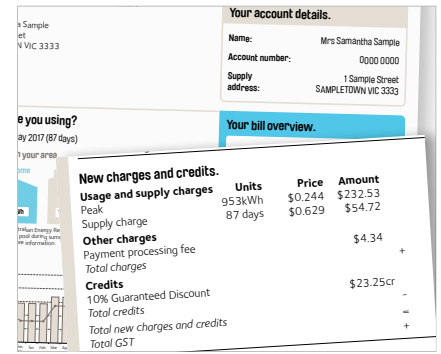 Your account details.
Name: Mrs Samantha Sample
Account number: 0000 0000
Supply address: 1 Sample Street
SAMPLETOWN VIC 3333
a Sample
et
N VIC 3333
e you using?
ay 2017 (87 days)
your area
ome
Your bill overview.
New charges and credits.
Usage and supply charges Units Price Amount
Peak 953kWh $0.244 $232.53
Supply charge 87 days $0.629 $54.72
Other charges
Payment processing fee $4.34
Total charges +
Credits
10% Guaranteed Discount $23.25cr
Total credits −
Total new charges and credits =
Total GST +